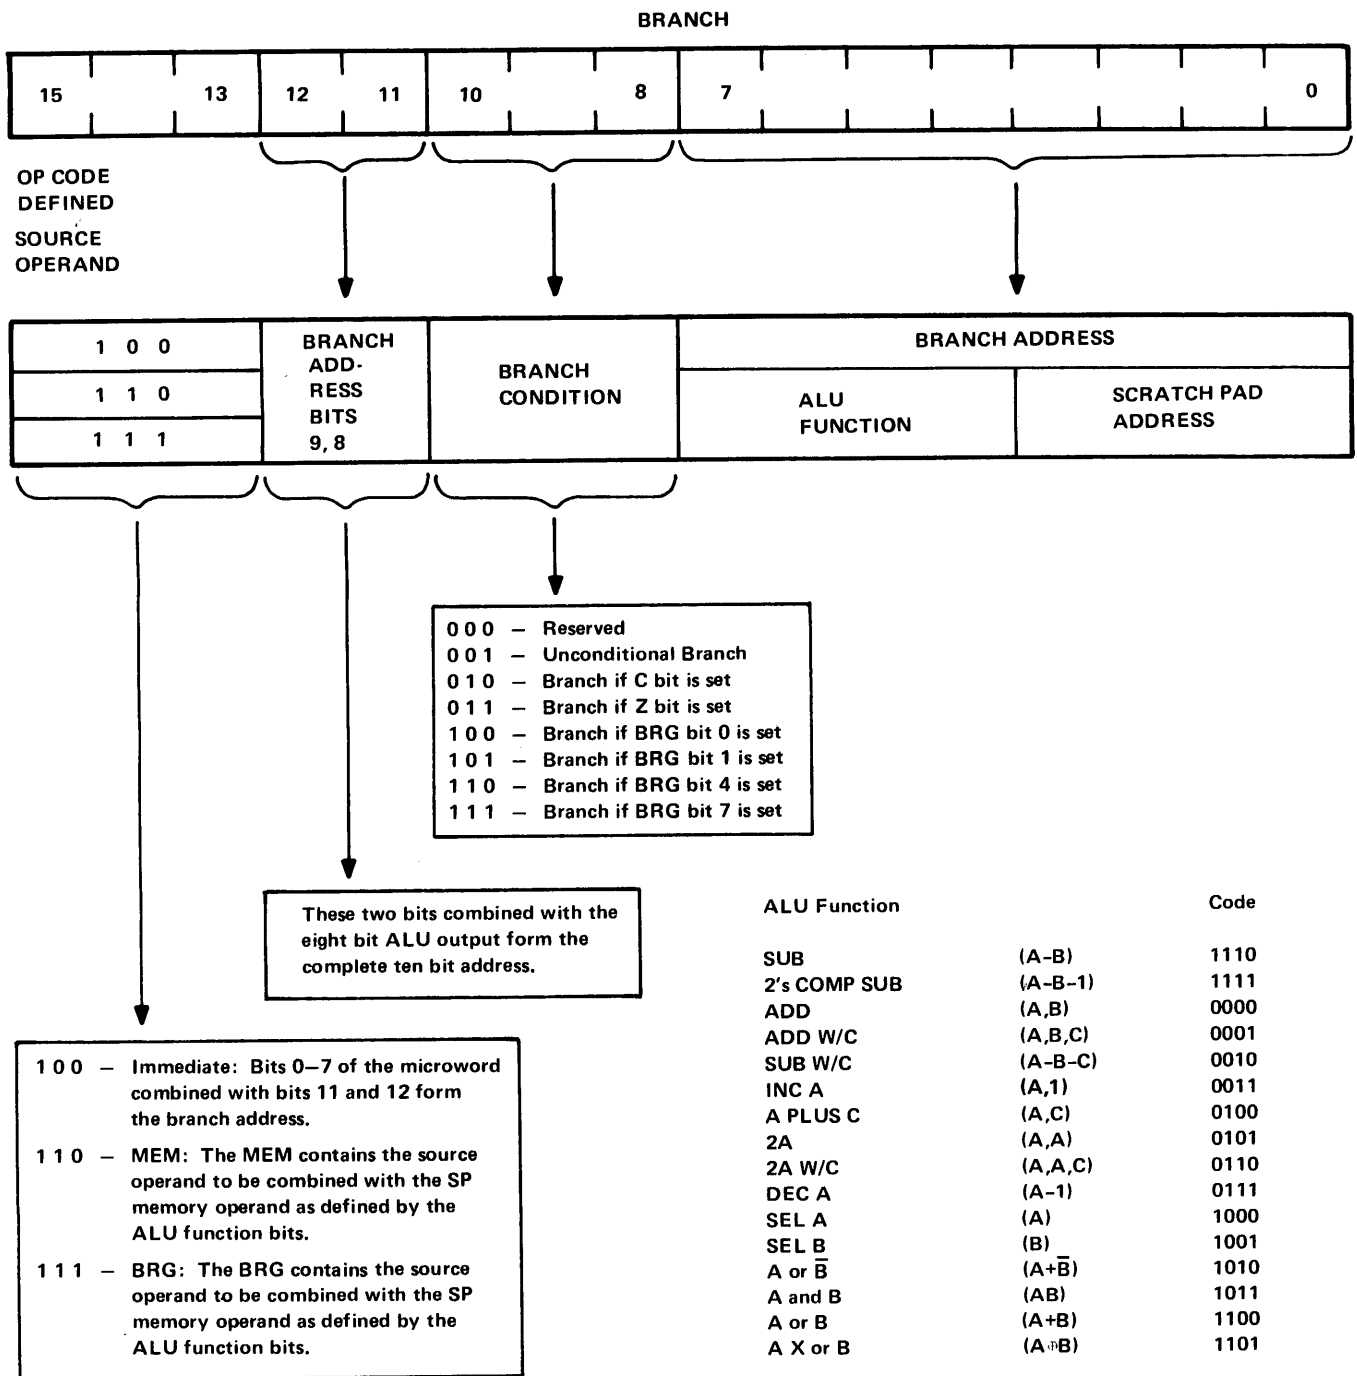 BRANCH
15 13 12 11 10 8 7 0
OP CODE
DEFINED
SOURCE
OPERAND
1 0 0
1 1 0
1 1 1
BRANCH
ADD-
RESS
BITS
9, 8
BRANCH
CONDITION
BRANCH ADDRESS
ALU
FUNCTION
SCRATCH PAD
ADDRESS
0 0 0 – Reserved
0 0 1 – Unconditional Branch
0 1 0 – Branch if C bit is set
0 1 1 – Branch if Z bit is set
1 0 0 – Branch if BRG bit 0 is set
1 0 1 – Branch if BRG bit 1 is set
1 1 0 – Branch if BRG bit 4 is set
1 1 1 – Branch if BRG bit 7 is set
These two bits combined with the
eight bit ALU output form the
complete ten bit address.
1 0 0 – Immediate: Bits 0–7 of the microword
combined with bits 11 and 12 form
the branch address.
1 1 0 – MEM: The MEM contains the source
operand to be combined with the SP
memory operand as defined by the
ALU function bits.
1 1 1 – BRG: The BRG contains the source
operand to be combined with the SP
memory operand as defined by the
ALU function bits.
ALU Function Code
SUB (A-B) 1110
2's COMP SUB (A-B-1) 1111
ADD (A,B) 0000
ADD W/C (A,B,C) 0001
SUB W/C (A-B-C) 0010
INC A (A,1) 0011
A PLUS C (A,C) 0100
2A (A,A) 0101
2A W/C (A,A,C) 0110
DEC A (A-1) 0111
SEL A (A) 1000
SEL B (B) 1001
A or B̅ (A+B̅) 1010
A and B (AB) 1011
A or B (A+B) 1100
A X or B (A⊕B) 1101